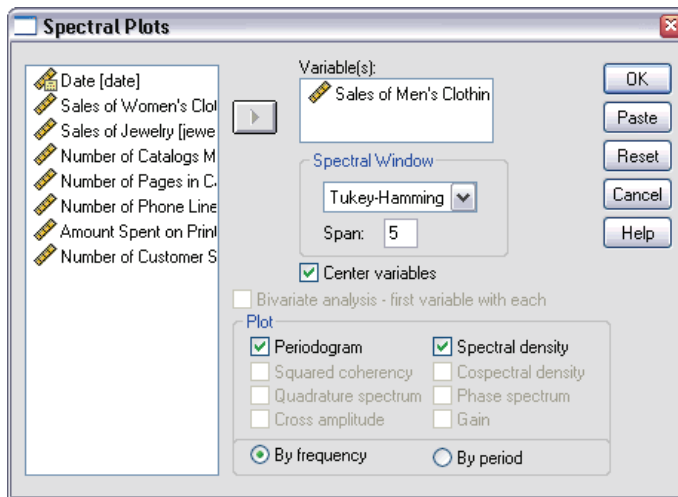 Spectral Plots
Date [date]
Sales of Women's Clot
Sales of Jewelry [jewe
Number of Catalogs M
Number of Pages in C
Number of Phone Line
Amount Spent on Print
Number of Customer S
Variable(s):
Sales of Men's Clothin
Spectral Window
Tukey-Hamming
Span: 5
Center variables
Bivariate analysis - first variable with each
Plot
Periodogram Spectral density
Squared coherency Cospectral density
Quadrature spectrum Phase spectrum
Cross amplitude Gain
By frequency By period
OK
Paste
Reset
Cancel
Help